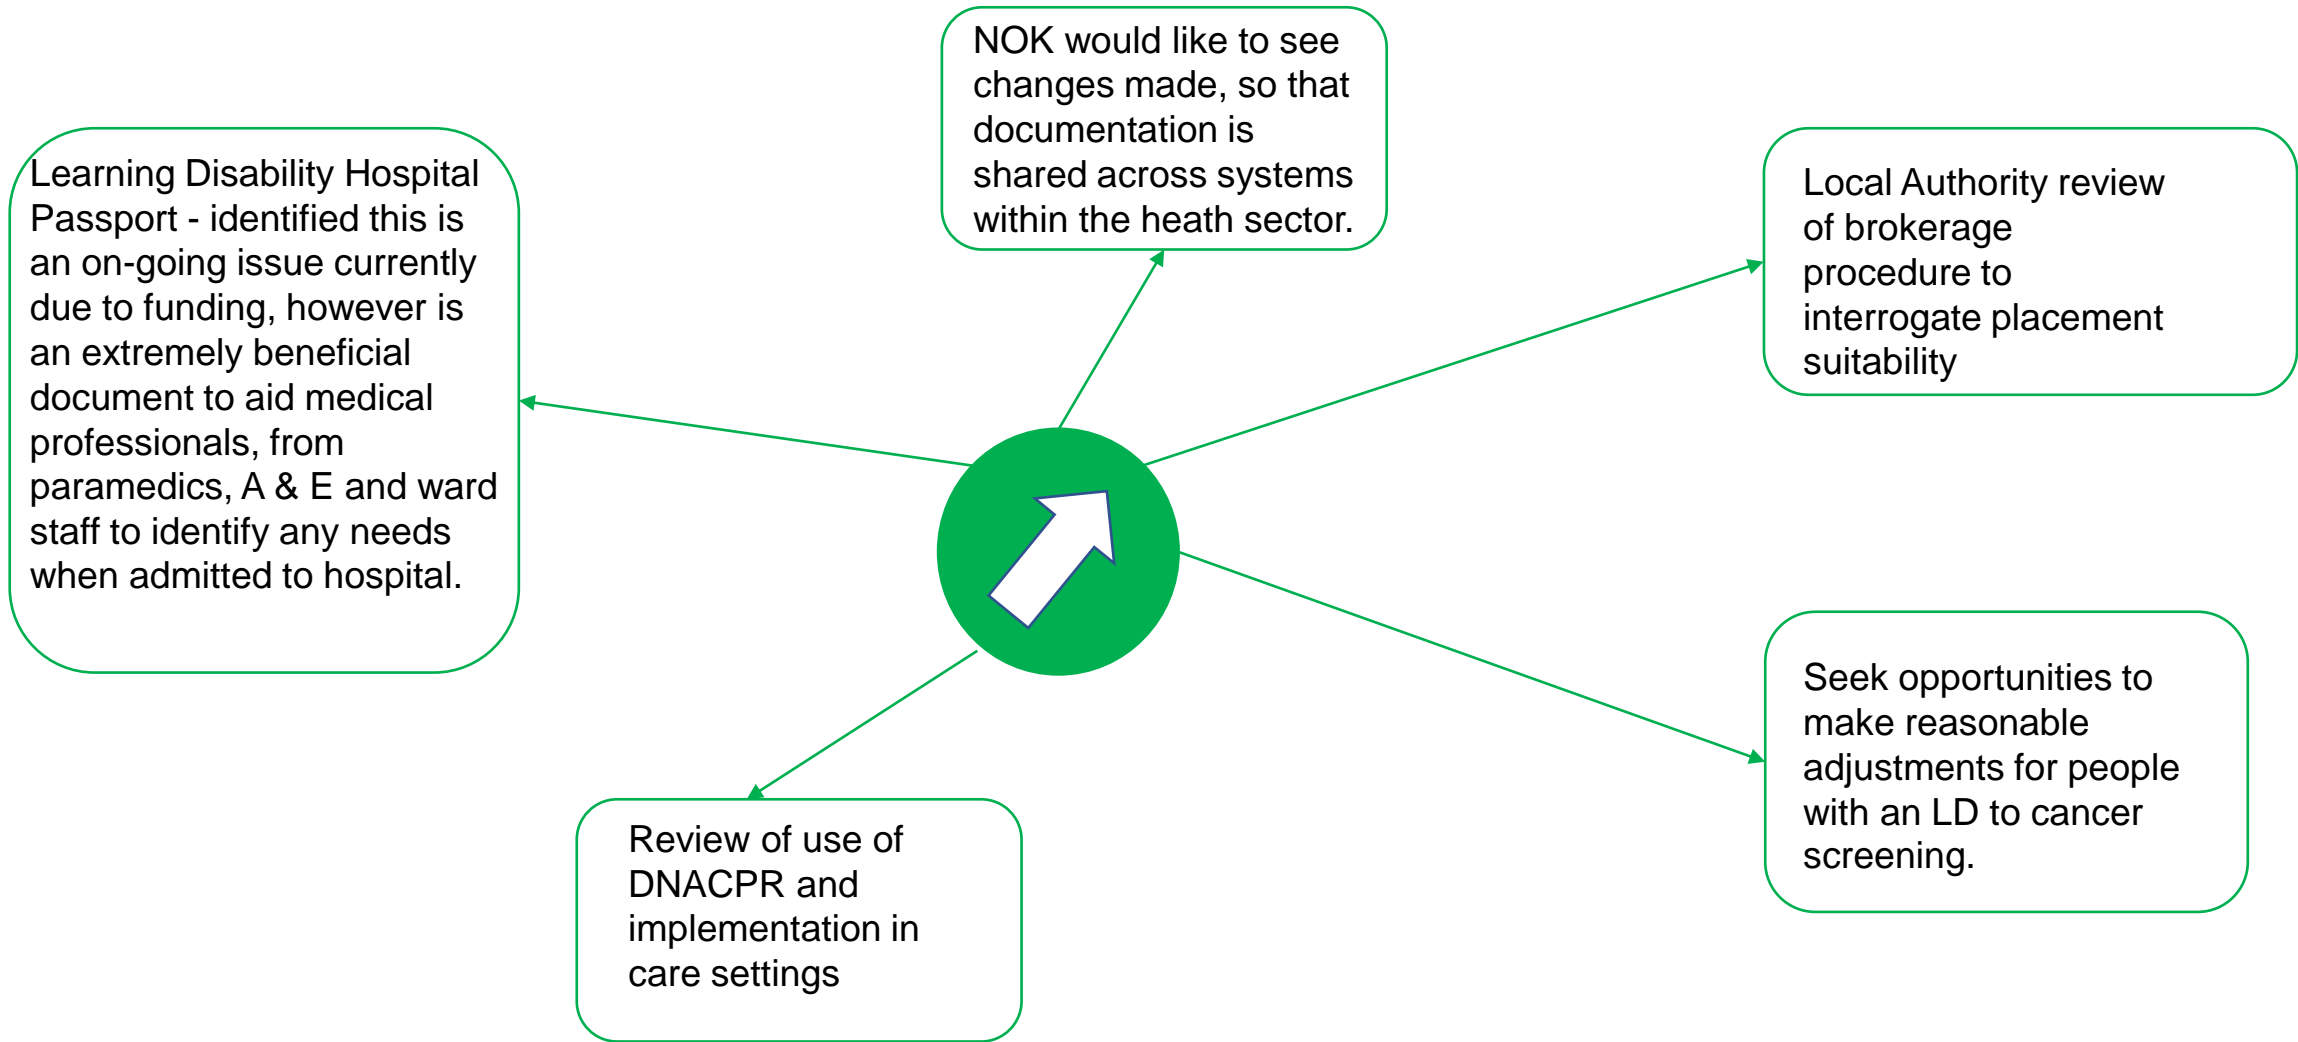 NOK would like to see
changes made, so that
documentation is
shared across systems
within the heath sector.
Learning Disability Hospital
Passport - identified this is
an on-going issue currently
due to funding, however is
an extremely beneficial
document to aid medical
professionals, from
paramedics, A & E and ward
staff to identify any needs
when admitted to hospital.
Local Authority review
of brokerage
procedure to
interrogate placement
suitability
Seek opportunities to
make reasonable
adjustments for people
with an LD to cancer
screening.
Review of use of
DNACPR and
implementation in
care settings